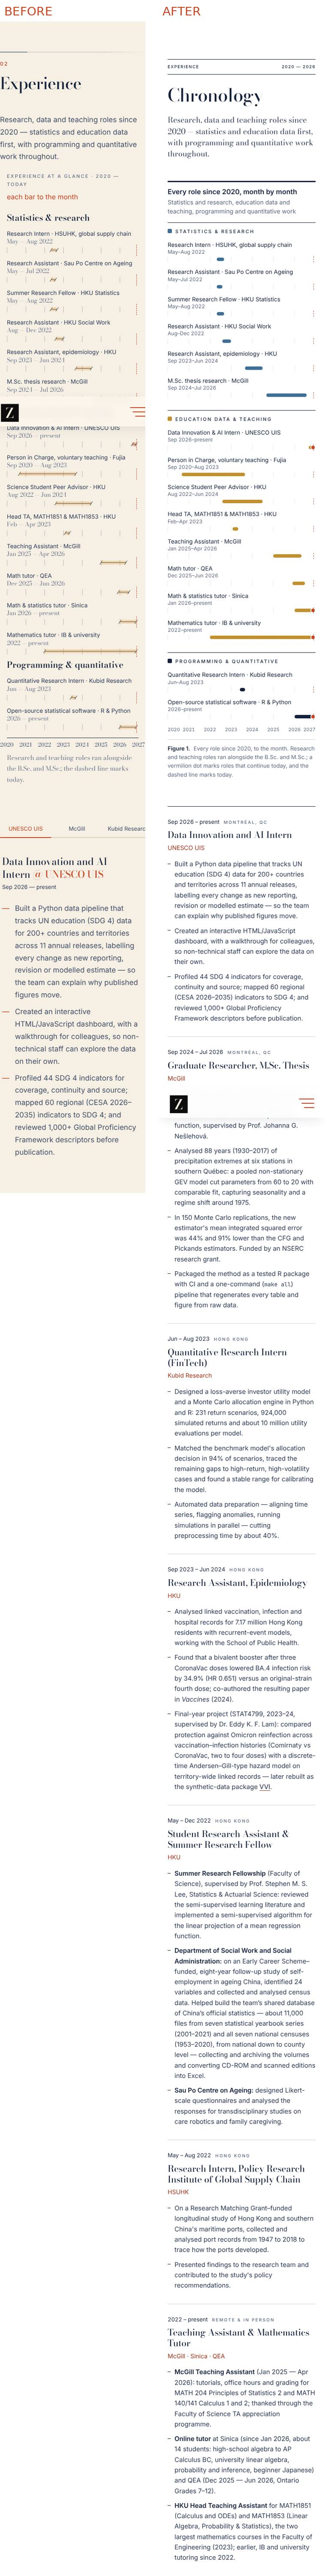 BEFORE
02
Experience
Research, data and teaching roles since
2020 — statistics and education data
first, with programming and quantitative
work throughout.
EXPERIENCE AT A GLANCE · 2020 —
TODAY
each bar to the month
Statistics & research
Research Intern · HSUHK, global supply chain
May – Aug 2022
Research Assistant · Sau Po Centre on Ageing, HKU
May – Jul 2022
Summer Research Fellow · HKU Statistics
May – Aug 2022
Research Assistant · HKU Social Work
Aug – Dec 2022
Research Assistant, epidemiology · HKU
Sep 2023 – Jun 2024
M.Sc. thesis research · McGill
Sep 2024 – Jul 2026
Z
Data Innovation & AI Intern · UNESCO UIS
Sep 2026 – present
Person in Charge, voluntary teaching · Fujia
Sep 2020 – Aug 2023
Science Student Peer Advisor · HKU
Aug 2022 – Jun 2024
Head TA, MATH1851 & MATH1853 · HKU
Feb – Apr 2023
Teaching Assistant · McGill
Jan 2025 – Apr 2026
Math tutor · QEA
Dec 2025 – Jun 2026
Math & statistics tutor · Sinica
Jan 2026 – present
Mathematics tutor · IB & university
2022 – present
Programming & quantitative
Quantitative Research Intern · Kubid Research
Jun – Aug 2023
Open-source statistical software · R & Python
2026 – present
2020 2021 2022 2023 2024 2025 2026 2027
Research and teaching roles ran alongside
the B.Sc. and M.Sc.; the dashed line marks
today.
UNESCO UIS McGill Kubid Researc
Data Innovation and AI
Intern @ UNESCO UIS
Sep 2026 — present
— Built a Python data pipeline that
tracks UN education (SDG 4) data
for 200+ countries and territories
across 11 annual releases, labelling
every change as new reporting,
revision or modelled estimate — so
the team can explain why published
figures move.
— Created an interactive
HTML/JavaScript dashboard, with a
walkthrough for colleagues, so non-
technical staff can explore the data
on their own.
— Profiled 44 SDG 4 indicators for
coverage, continuity and source;
mapped 60 regional (CESA 2026–
2035) indicators to SDG 4; and
reviewed 1,000+ Global Proficiency
Framework descriptors before
publication.
AFTER
EXPERIENCE 2020 — 2026
Chronology
Research, data and teaching roles since
2020 — statistics and education data first,
with programming and quantitative work
throughout.
Every role since 2020, month by month
Statistics and research, education data and
teaching, programming and quantitative work
STATISTICS & RESEARCH
Research Intern · HSUHK, global supply chain
May–Aug 2022
Research Assistant · Sau Po Centre on Ageing
May–Jul 2022
Summer Research Fellow · HKU Statistics
May–Aug 2022
Research Assistant · HKU Social Work
Aug–Dec 2022
Research Assistant, epidemiology · HKU
Sep 2023–Jun 2024
M.Sc. thesis research · McGill
Sep 2024–Jul 2026
EDUCATION DATA & TEACHING
Data Innovation & AI Intern · UNESCO UIS
Sep 2026–present
Person in Charge, voluntary teaching · Fujia
Sep 2020–Aug 2023
Science Student Peer Advisor · HKU
Aug 2022–Jun 2024
Head TA, MATH1851 & MATH1853 · HKU
Feb–Apr 2023
Teaching Assistant · McGill
Jan 2025–Apr 2026
Math tutor · QEA
Dec 2025–Jun 2026
Math & statistics tutor · Sinica
Jan 2026–present
Mathematics tutor · IB & university
2022–present
PROGRAMMING & QUANTITATIVE
Quantitative Research Intern · Kubid Research
Jun–Aug 2023
Open-source statistical software · R & Python
2026–present
2020 2021 2022 2023 2024 2025 2026 2027
Figure 1. Every role since 2020, to the month. Research
and teaching ran alongside the B.Sc. and M.Sc.; a
vermilion dot marks roles that continue today, and the
dashed line marks today.
Sep 2026 – present MONTRÉAL, QC
Data Innovation and AI Intern
UNESCO UIS
– Built a Python data pipeline that tracks UN
education (SDG 4) data for 200+ countries
and territories across 11 annual releases,
labelling every change as new reporting,
revision or modelled estimate — so the team
can explain why published figures move.
– Created an interactive HTML/JavaScript
dashboard, with a walkthrough for colleagues,
so non-technical staff can explore the data on
their own.
– Profiled 44 SDG 4 indicators for coverage,
continuity and source; mapped 60 regional
(CESA 2026–2035) indicators to SDG 4; and
reviewed 1,000+ Global Proficiency
Framework descriptors before publication.
Sep 2024 – Jul 2026 MONTRÉAL, QC
Graduate Researcher, M.Sc. Thesis
McGill
Z
function, supervised by Prof. Johanna G.
Nešlehová.
– Analysed 88 years (1930–2017) of
precipitation extremes at six stations in
southern Québec: a pooled non-stationary
GEV model cut parameters from 60 to 20 with
comparable fit, capturing seasonality and a
regime shift around 1975.
– In 150 Monte Carlo replications, the new
estimator's mean integrated squared error
was 44% and 91% lower than the CFG and
Pickands estimators. Funded by an NSERC
research grant.
– Packaged the method as a tested R package
with CI and a one-command (make all)
pipeline that regenerates every table and
figure from raw data.
Jun – Aug 2023 HONG KONG
Quantitative Research Intern
(FinTech)
Kubid Research
– Designed a loss-averse investor utility model
and a Monte Carlo allocation engine in Python
and R: 231 return scenarios, 924,000
simulated returns and about 10 million utility
evaluations per model.
– Matched the benchmark model's allocation
decision in 94% of scenarios, traced the
remaining gaps to high-return, high-volatility
cases and found a stable range for calibrating
the model.
– Automated data preparation — aligning time
series, flagging anomalies, running
simulations in parallel — cutting
preprocessing time by about 40%.
Sep 2023 – Jun 2024 HONG KONG
Research Assistant, Epidemiology
HKU
– Analysed linked vaccination, infection and
hospital records for 7.17 million Hong Kong
residents with recurrent-event models,
working with the School of Public Health.
– Found that a bivalent booster after three
CoronaVac doses lowered BA.4 infection risk
by 34.9% (HR 0.651) versus an original-strain
fourth dose; co-authored the resulting paper
in Vaccines (2024).
– Final-year project (STAT4799, 2023–24,
supervised by Dr. Eddy K. F. Lam): compared
protection against Omicron reinfection across
vaccination–infection histories (Comirnaty vs
CoronaVac, two to four doses) with a discrete-
time Andersen–Gill-type hazard model on
territory-wide linked records — later rebuilt as
the synthetic-data package VVI.
May – Dec 2022 HONG KONG
Student Research Assistant &
Summer Research Fellow
HKU
– Summer Research Fellowship (Faculty of
Science), supervised by Prof. Stephen M. S.
Lee, Statistics & Actuarial Science: reviewed
the semi-supervised learning literature and
implemented a semi-supervised algorithm for
the linear projection of a mean regression
function.
– Department of Social Work and Social
Administration: on an Early Career Scheme–
funded, eight-year follow-up study of self-
employment in ageing China, identified 24
variables and collected and analysed census
data. Helped build the team's shared database
of China's official statistics — about 11,000
files from seven statistical yearbook series
(2001–2021) and all seven national censuses
(1953–2020), from national down to county
level — collecting and archiving the volumes
and converting CD-ROM and scanned editions
into Excel.
– Sau Po Centre on Ageing: designed Likert-
scale questionnaires and analysed the
responses for transdisciplinary studies on
care robotics and family caregiving.
May – Aug 2022 HONG KONG
Research Intern, Policy Research
Institute of Global Supply Chain
HSUHK
– On a Research Matching Grant–funded
longitudinal study of Hong Kong and southern
China's maritime ports, collected and
analysed port records from 1947 to 2018 to
trace how the ports developed.
– Presented findings to the research team and
contributed to the study's policy
recommendations.
2022 – present REMOTE & IN PERSON
Teaching Assistant & Mathematics
Tutor
McGill · Sinica · QEA
– McGill Teaching Assistant (Jan 2025 — Apr
2026): tutorials, office hours and grading for
MATH 204 Principles of Statistics 2 and MATH
140/141 Calculus 1 and 2; thanked through the
Faculty of Science TA appreciation
programme.
– Online tutor at Sinica (since Jan 2026, about
14 students: high-school algebra to AP
Calculus BC, university linear algebra,
probability and inference, beginner Japanese)
and QEA (Dec 2025 — Jun 2026, Ontario
Grades 7–12).
– HKU Head Teaching Assistant for MATH1851
(Calculus and ODEs) and MATH1853 (Linear
Algebra, Probability & Statistics), the two
largest mathematics courses in the Faculty of
Engineering (2023); earlier, IB and university
tutoring since 2022.